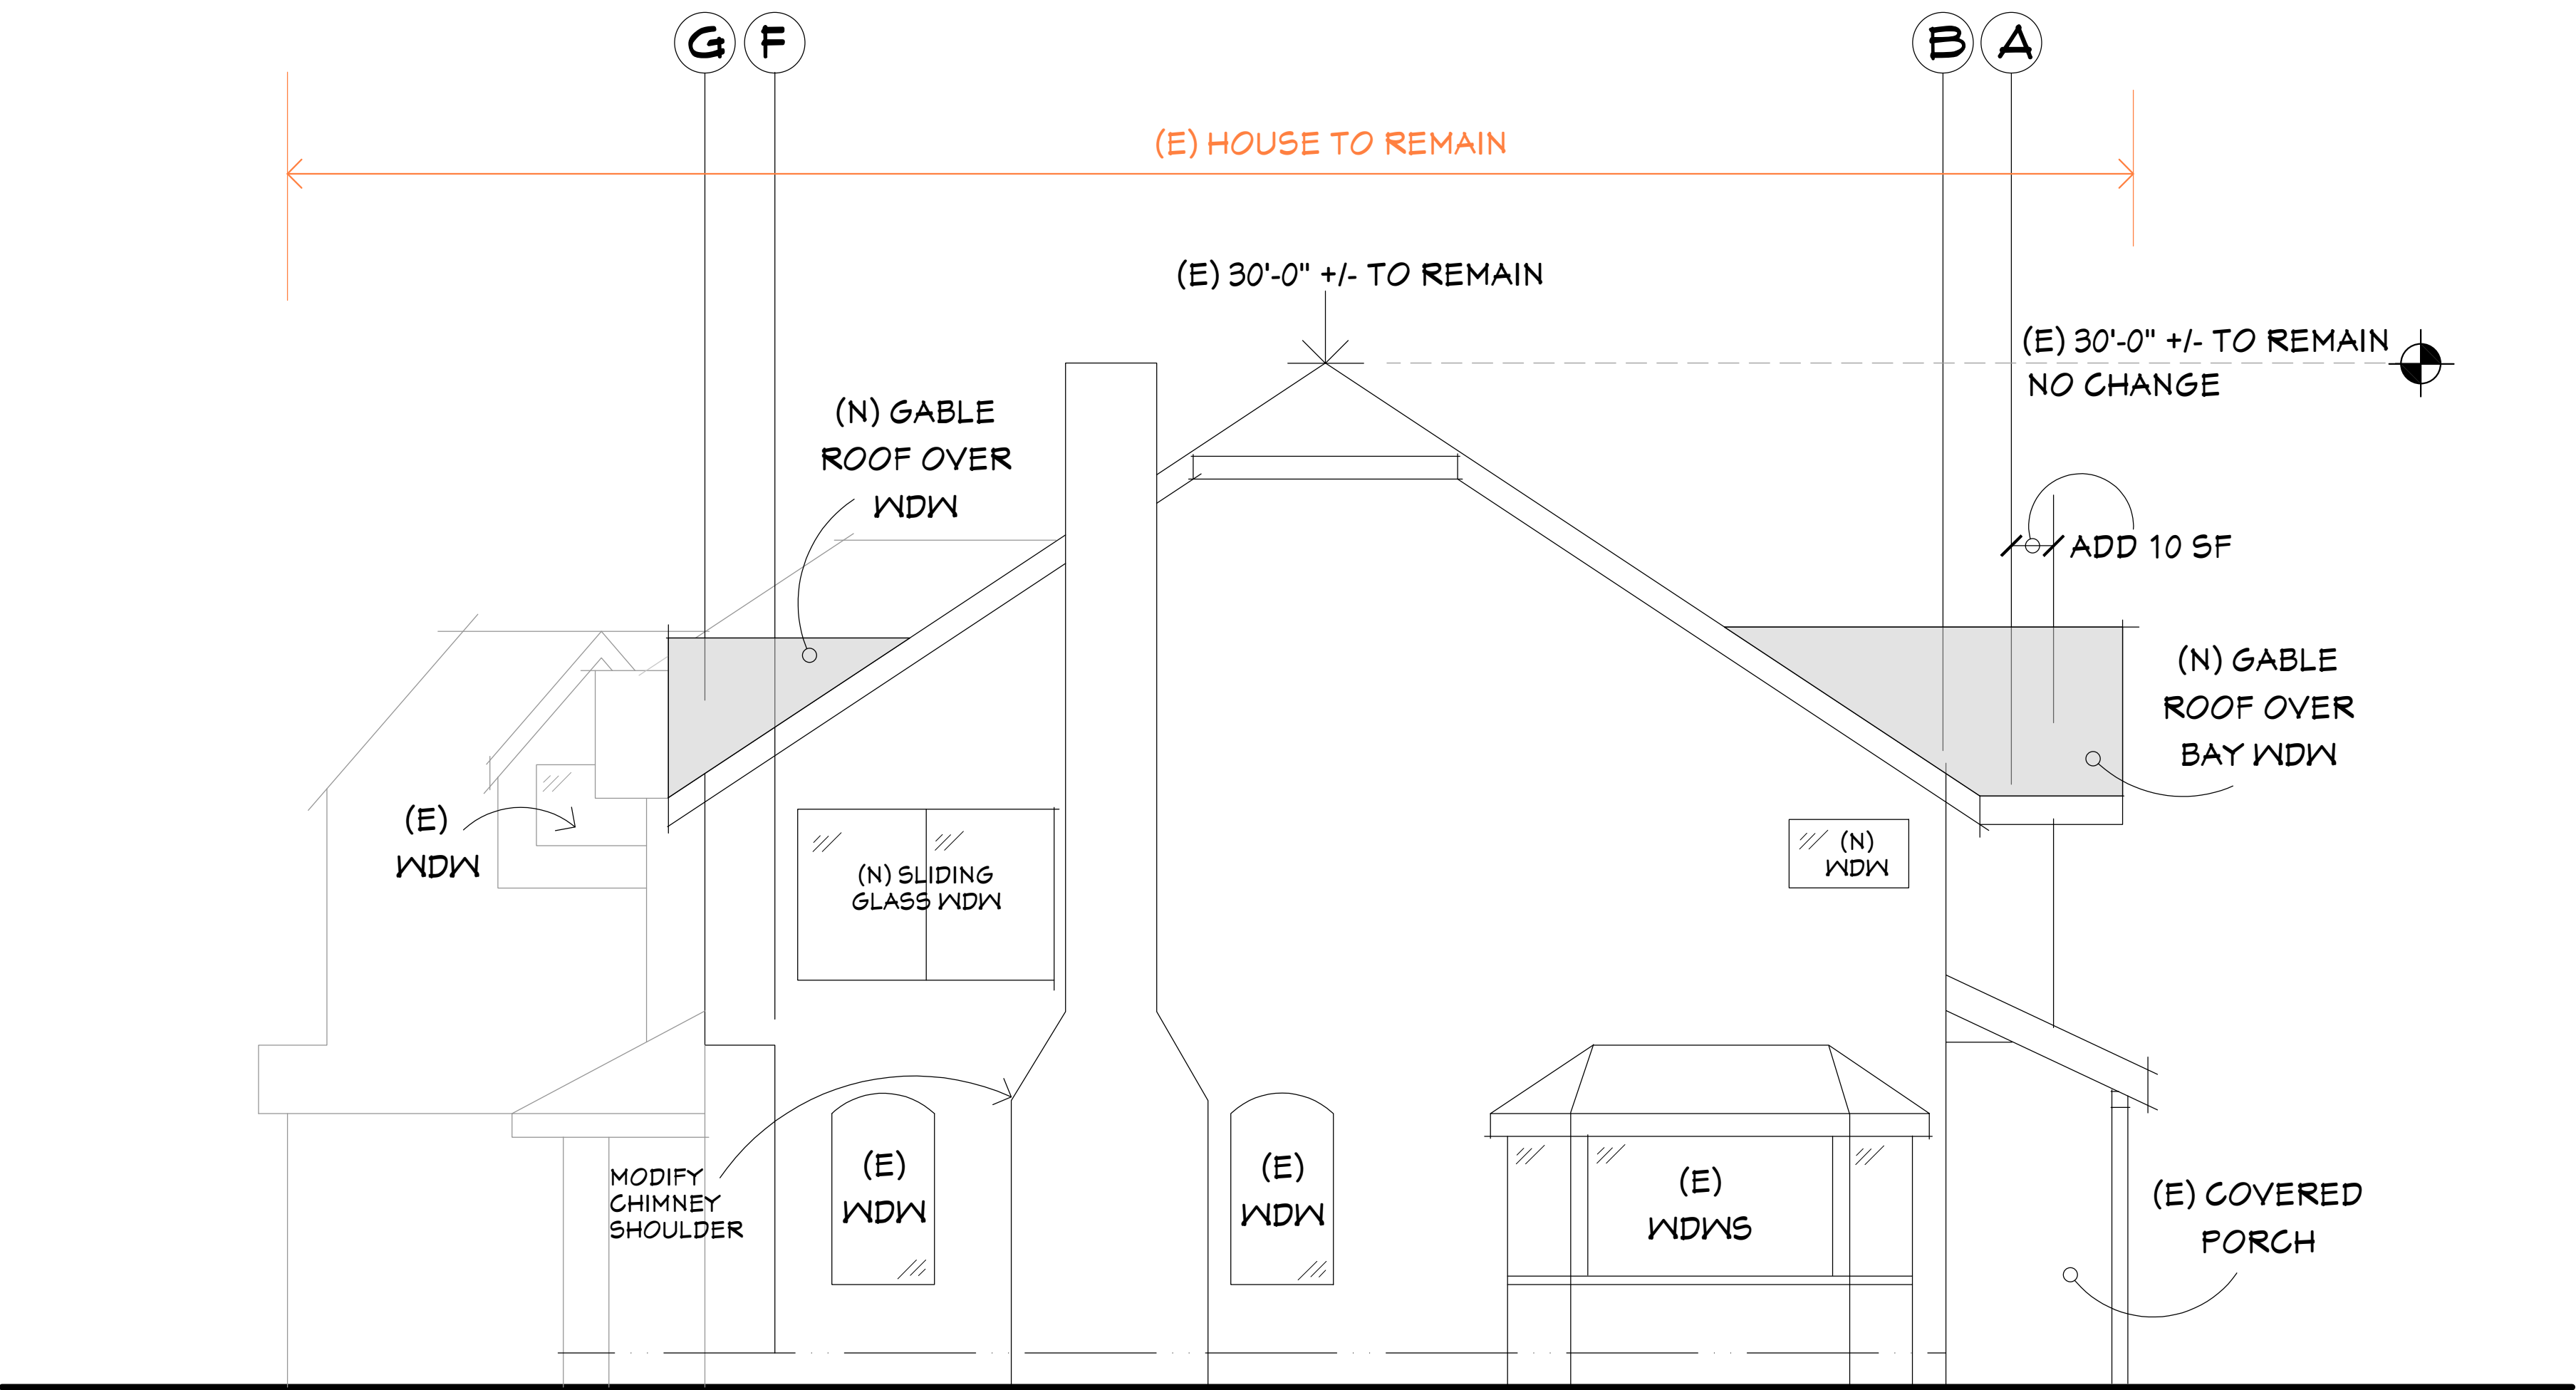 G F B A
(E) HOUSE TO REMAIN
(E) 30'-0" +/- TO REMAIN
(E) 30'-0" +/- TO REMAIN
NO CHANGE
(N) GABLE
ROOF OVER
WDW
ADD 10 SF
(N) GABLE
ROOF OVER
BAY WDW
(E)
WDW
(N) SLIDING
GLASS WDW
(N)
WDW
MODIFY
CHIMNEY
SHOULDER
(E)
WDW
(E)
WDW
(E)
WDWS
(E) COVERED
PORCH